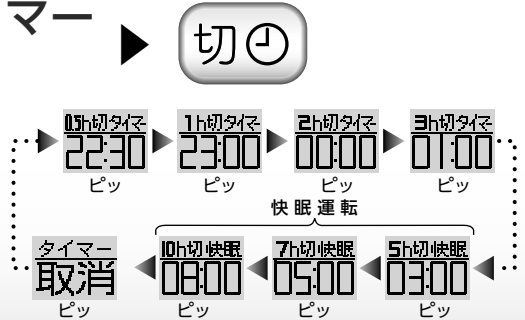 マー
切
0.5h切タイマー
22:30
ピッ
1h切タイマー
23:00
ピッ
2h切タイマー
00:00
ピッ
3h切タイマー
01:00
ピッ
快眠運転
タイマー
取消
ピッ
10h切快眠
08:00
ピッ
7h切快眠
05:00
ピッ
5h切快眠
03:00
ピッ